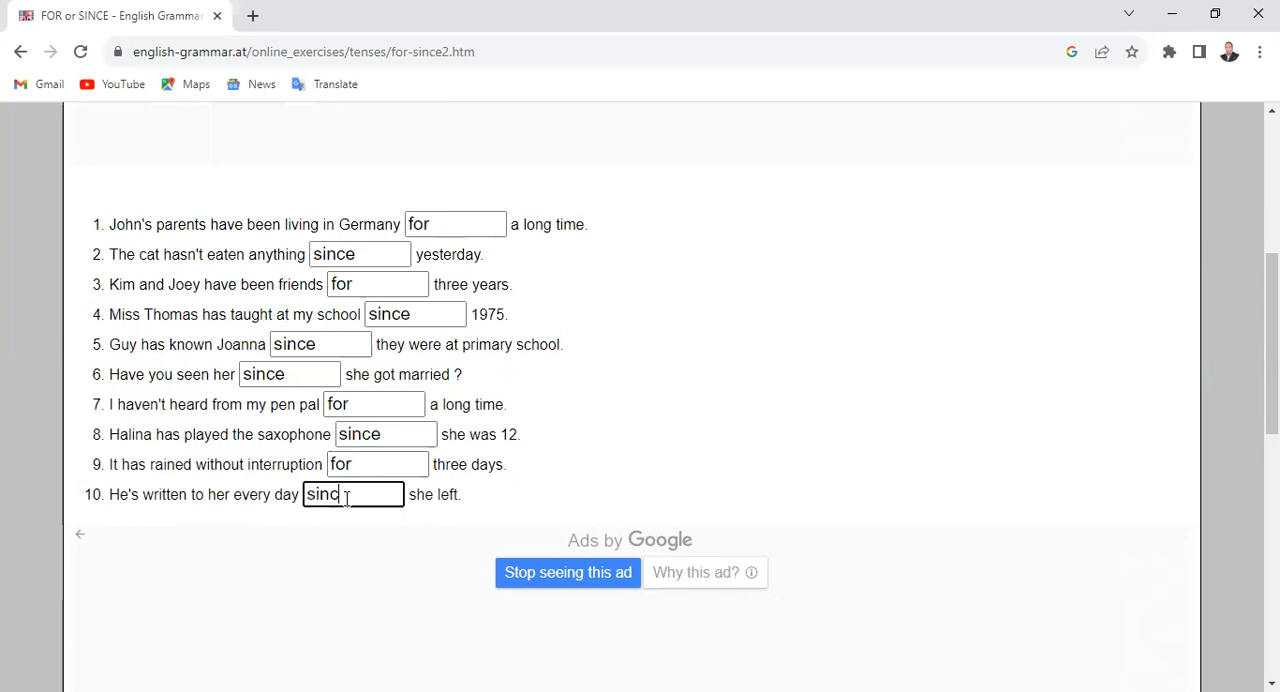 FOR or SINCE - English Grammar
english-grammar.at/online_exercises/tenses/for-since2.htm
Gmail YouTube Maps News Translate
1. John's parents have been living in Germany for a long time.
2. The cat hasn't eaten anything since yesterday.
3. Kim and Joey have been friends for three years.
4. Miss Thomas has taught at my school since 1975.
5. Guy has known Joanna since they were at primary school.
6. Have you seen her since she got married ?
7. I haven't heard from my pen pal for a long time.
8. Halina has played the saxophone since she was 12.
9. It has rained without interruption for three days.
10. He's written to her every day sinc she left.
Ads by Google
Stop seeing this ad Why this ad?